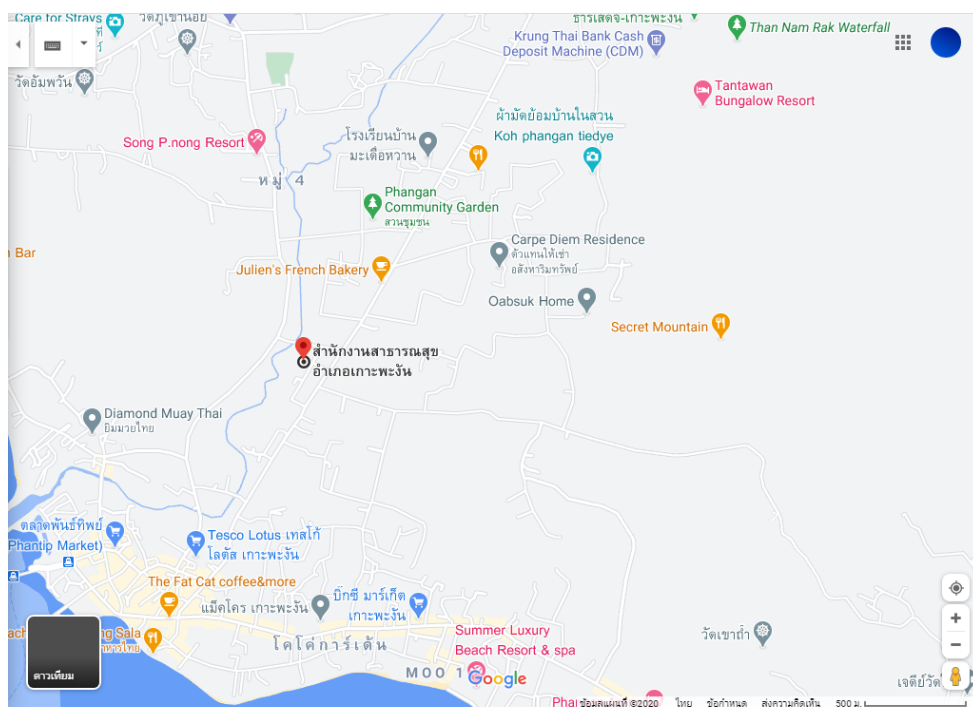 Care for Strays
วัดภูเขาน้อย
ธารเสด็จ-เกาะพะงัน
Than Nam Rak Waterfall
Krung Thai Bank Cash
Deposit Machine (CDM)
วัดอัมพวัน
Tantawan
Bungalow Resort
Song P.nong Resort
โรงเรียนบ้าน
มะเดื่อหวาน
ผ้ามัดย้อมบ้านในสวน
Koh phangan tiedye
หมู่ 4
Phangan
Community Garden
สวนชุมชน
Bar
Carpe Diem Residence
ตัวแทนให้เช่า
อสังหาริมทรัพย์
Julien's French Bakery
Oabsuk Home
Secret Mountain
สำนักงานสาธารณสุข
อำเภอเกาะพะงัน
Diamond Muay Thai
ยิมมวยไทย
ตลาดพันธุ์ทิพย์
Phantip Market)
Tesco Lotus เทสโก้
โลตัส เกาะพะงัน
The Fat Cat coffee&more
แม็คโคร เกาะพะงัน
บิ๊กซี มาร์เก็ต
เกาะพะงัน
Sala
โคโค่การ์เด้น
Summer Luxury
Beach Resort & spa
วัดเขาถ้ำ
MOO 1
Google
เจดีย์วัด
ดาวเทียม
ข้อมูลแผนที่ ©2020 ไทย ข้อกำหนด ส่งความคิดเห็น 500 ม.